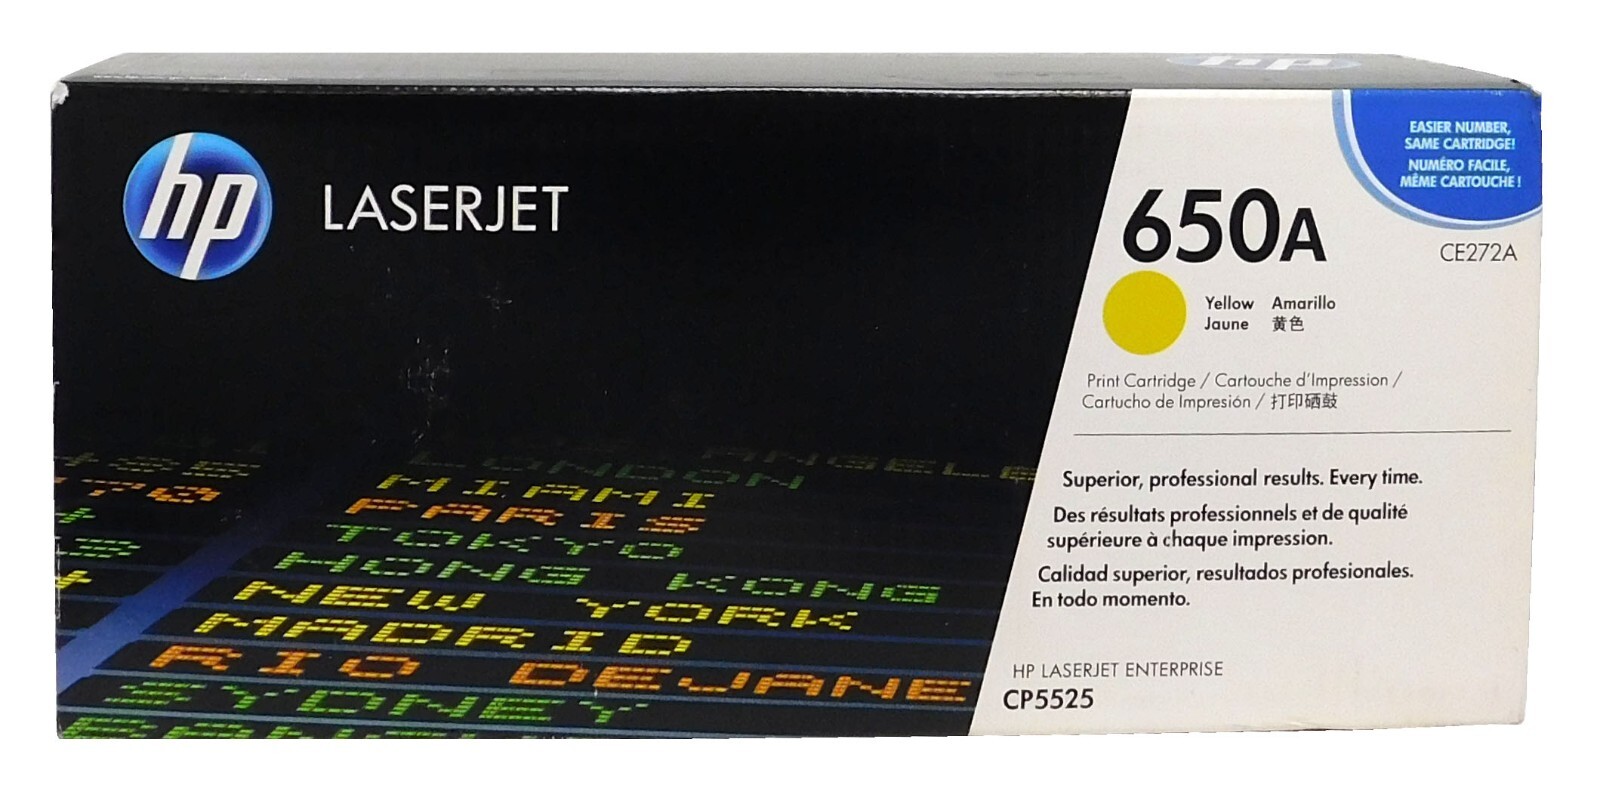 hp
hp
LASERJET
EASIER NUMBER,
SAME CARTRIDGE!
NUMÉRO FACILE,
MÊME CARTOUCHE !
650A
CE272A
Yellow Amarillo
Jaune 黄色
Print Cartridge / Cartouche d'Impression /
Cartucho de Impresión / 打印硒鼓
Superior, professional results. Every time.
Des résultats professionnels et de qualité
supérieure à chaque impression.
Calidad superior, resultados profesionales.
En todo momento.
HP LASERJET ENTERPRISE
CP5525
LONDON
MIAMI
PARIS
TOKYO
HONG KONG
NEW YORK
MADRID
RIO DEJANE
SYDNEY